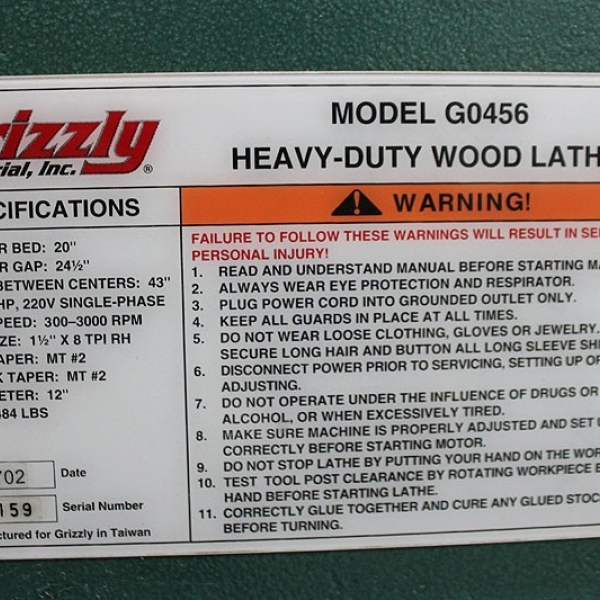 rizzly
rial, Inc. ®
CIFICATIONS
R BED: 20"
R GAP: 24½"
BETWEEN CENTERS: 43"
HP, 220V SINGLE-PHASE
SPEED: 300–3000 RPM
ZE: 1½" X 8 TPI RH
TAPER: MT #2
K TAPER: MT #2
ETER: 12"
484 LBS
/02 Date
159 Serial Number
ctured for Grizzly in Taiwan
MODEL G0456
HEAVY-DUTY WOOD LATH
WARNING!
FAILURE TO FOLLOW THESE WARNINGS WILL RESULT IN SE
PERSONAL INJURY!
1. READ AND UNDERSTAND MANUAL BEFORE STARTING MA
2. ALWAYS WEAR EYE PROTECTION AND RESPIRATOR.
3. PLUG POWER CORD INTO GROUNDED OUTLET ONLY.
4. KEEP ALL GUARDS IN PLACE AT ALL TIMES.
5. DO NOT WEAR LOOSE CLOTHING, GLOVES OR JEWELRY.
SECURE LONG HAIR AND BUTTON ALL LONG SLEEVE SHI
6. DISCONNECT POWER PRIOR TO SERVICING, SETTING UP OR
ADJUSTING.
7. DO NOT OPERATE UNDER THE INFLUENCE OF DRUGS OR
ALCOHOL, OR WHEN EXCESSIVELY TIRED.
8. MAKE SURE MACHINE IS PROPERLY ADJUSTED AND SET U
CORRECTLY BEFORE STARTING MOTOR.
9. DO NOT STOP LATHE BY PUTTING YOUR HAND ON THE WOR
10. TEST TOOL POST CLEARANCE BY ROTATING WORKPIECE B
HAND BEFORE STARTING LATHE.
11. CORRECTLY GLUE TOGETHER AND CURE ANY GLUED STOC
BEFORE TURNING.